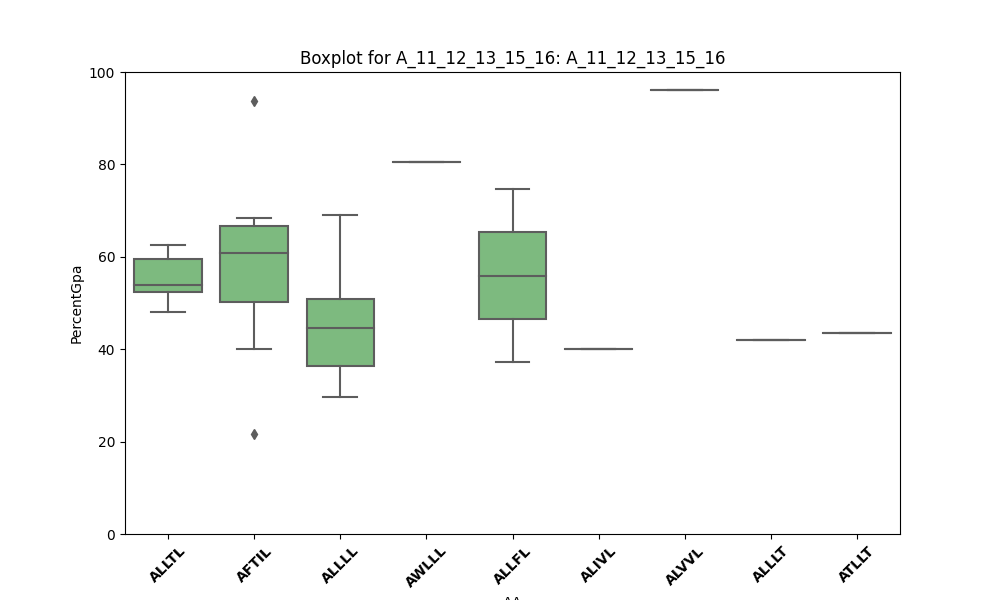 Boxplot for A_11_12_13_15_16: A_11_12_13_15_16
100
80
60
40
20
0
PercentGpa
ALLTL
AFTIL
ALLLL
AWLLL
ALLFL
ALIVL
ALVVL
ALLLT
ATLLT